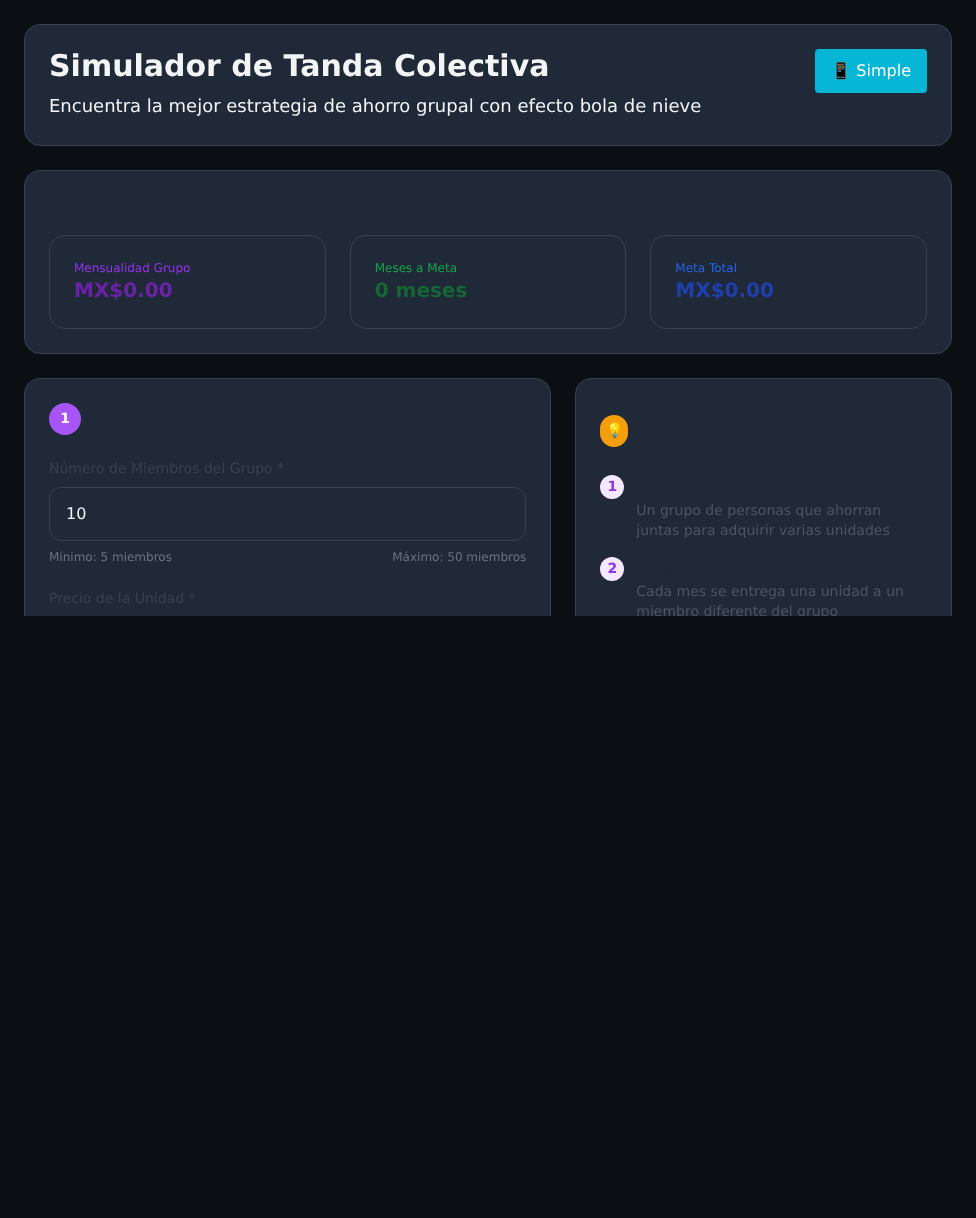 Simulador de Tanda Colectiva
📱 Simple
Encuentra la mejor estrategia de ahorro grupal con efecto bola de nieve
Mensualidad Grupo
MX$0.00
Meses a Meta
0 meses
Meta Total
MX$0.00
1
Número de Miembros del Grupo *
10
Mínimo: 5 miembros
Máximo: 50 miembros
Precio de la Unidad *
💡
1
Un grupo de personas que ahorran
juntas para adquirir varias unidades
2
Cada mes se entrega una unidad a un
miembro diferente del grupo